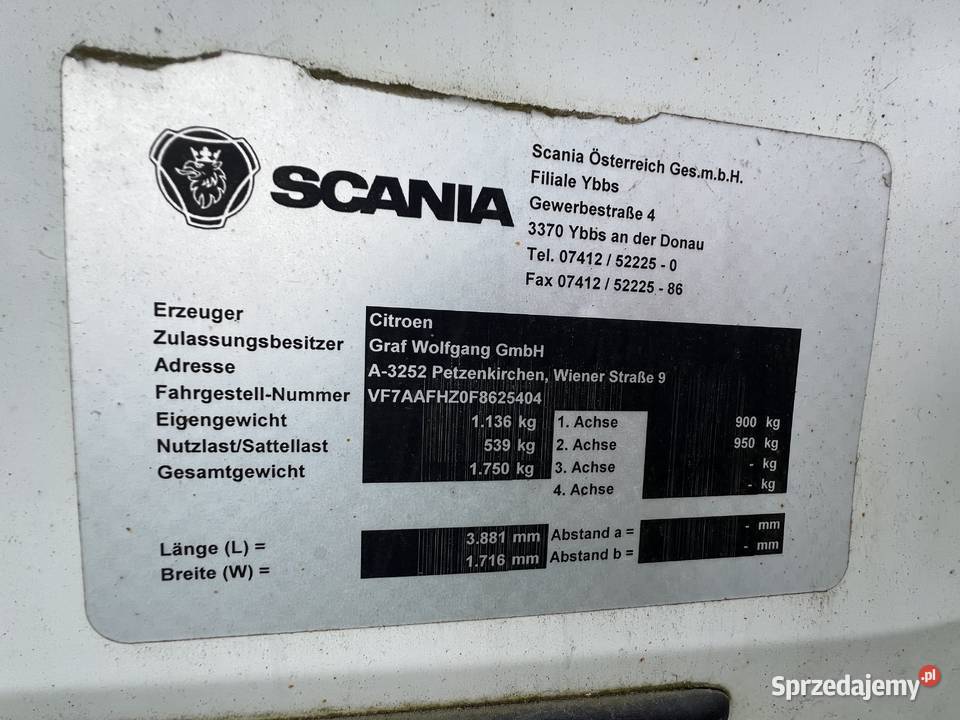 SCANIA
Scania Österreich Ges.m.b.H.
Filiale Ybbs
Gewerbestraße 4
3370 Ybbs an der Donau
Tel. 07412 / 52225 - 0
Fax 07412 / 52225 - 86
Erzeuger Citroen
Zulassungsbesitzer Graf Wolfgang GmbH
Adresse A-3252 Petzenkirchen, Wiener Straße 9
Fahrgestell-Nummer VF7AAFHZ0F8625404
Eigengewicht 1.136 kg 1. Achse 900 kg
Nutzlast/Sattellast 539 kg 2. Achse 950 kg
Gesamtgewicht 1.750 kg 3. Achse - kg
4. Achse - kg
Länge (L) = 3.881 mm Abstand a = - mm
Breite (W) = 1.716 mm Abstand b = - mm
Sprzedajemy.pl